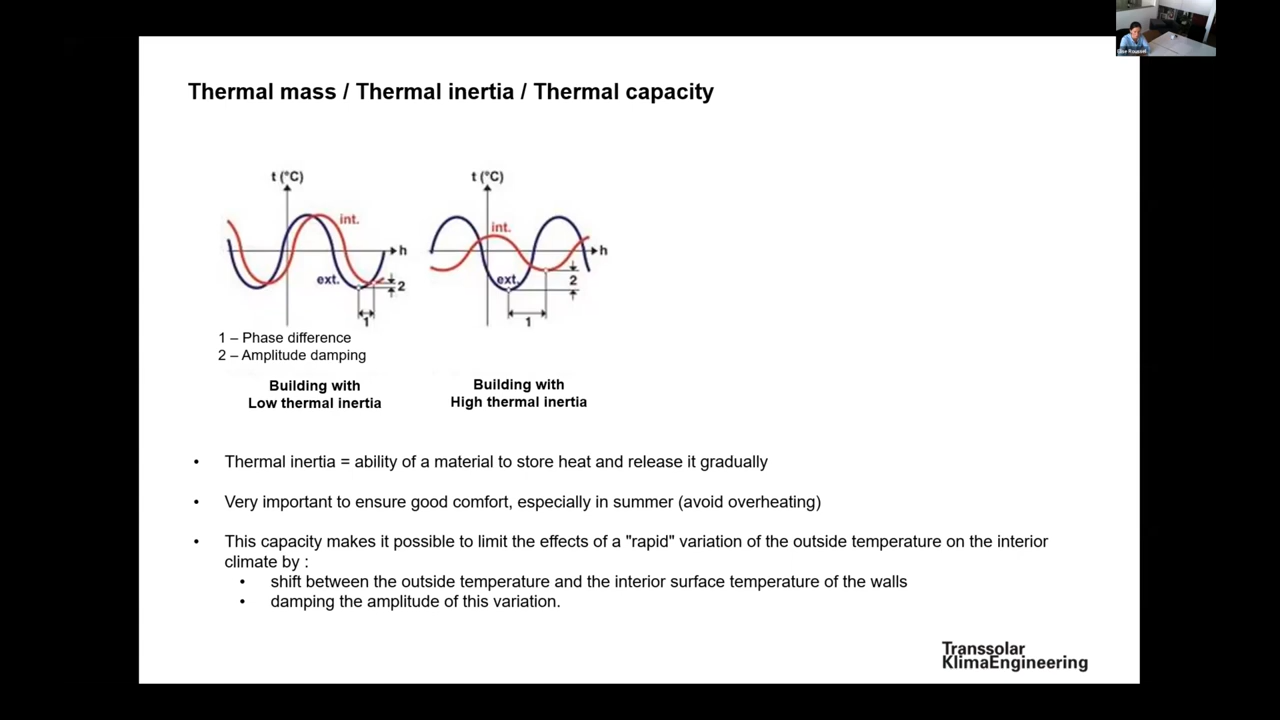 Thermal mass / Thermal inertia / Thermal capacity
t (°C)
int.
h
ext.
2
1
t (°C)
int.
h
ext.
2
1
1 – Phase difference
2 – Amplitude damping
Building with
Low thermal inertia
Building with
High thermal inertia
• Thermal inertia = ability of a material to store heat and release it gradually
• Very important to ensure good comfort, especially in summer (avoid overheating)
• This capacity makes it possible to limit the effects of a "rapid" variation of the outside temperature on the interior
climate by :
• shift between the outside temperature and the interior surface temperature of the walls
• damping the amplitude of this variation.
Transsolar
KlimaEngineering